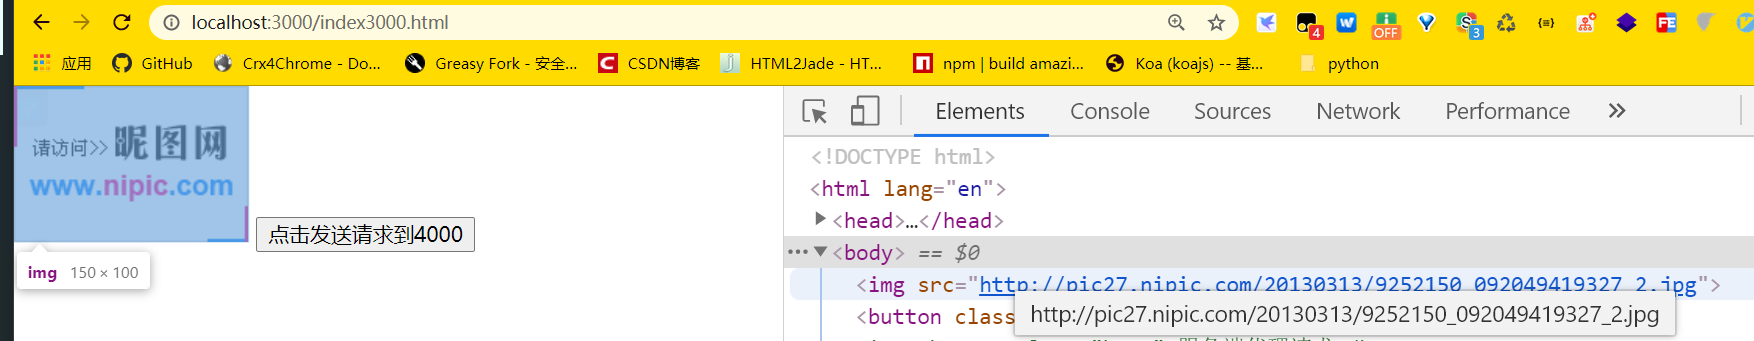 localhost:3000/index3000.html
4
OFF
3
应用 GitHub Crx4Chrome - Do... Greasy Fork - 安全... CSDN博客 HTML2Jade - HT... npm | build amazi... Koa (koajs) -- 基... python
请访问>> 昵图网
www.nipic.com
点击发送请求到4000
img 150 × 100
Elements Console Sources Network Performance
<!DOCTYPE html>
<html lang="en">
<head>…</head>
<body> == $0
<img src="http://pic27.nipic.com/20130313/9252150_092049419327_2.jpg">
<button class
http://pic27.nipic.com/20130313/9252150_092049419327_2.jpg